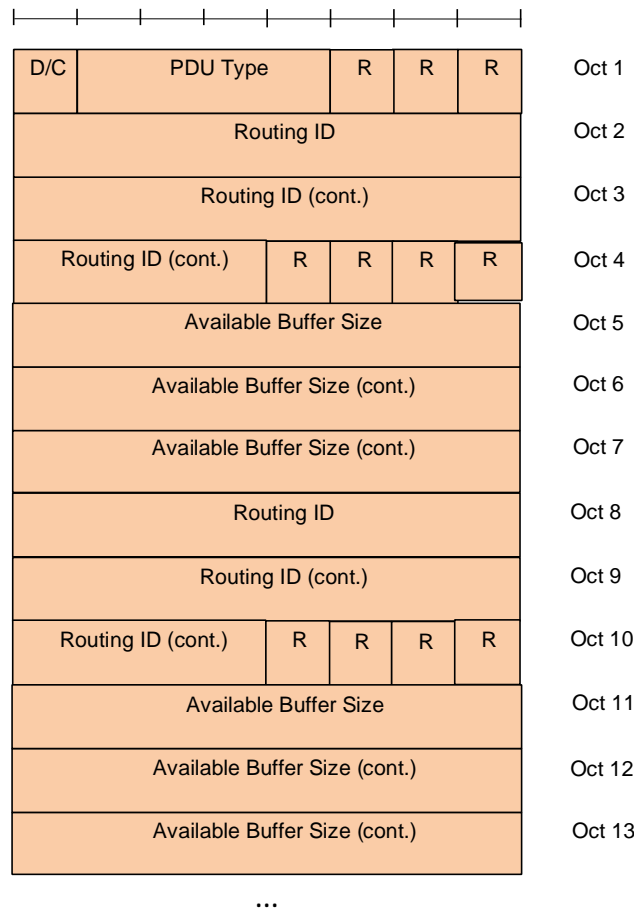 D/C PDU Type R R R Oct 1
Routing ID Oct 2
Routing ID (cont.) Oct 3
Routing ID (cont.) R R R R Oct 4
Available Buffer Size Oct 5
Available Buffer Size (cont.) Oct 6
Available Buffer Size (cont.) Oct 7
Routing ID Oct 8
Routing ID (cont.) Oct 9
Routing ID (cont.) R R R R Oct 10
Available Buffer Size Oct 11
Available Buffer Size (cont.) Oct 12
Available Buffer Size (cont.) Oct 13
...